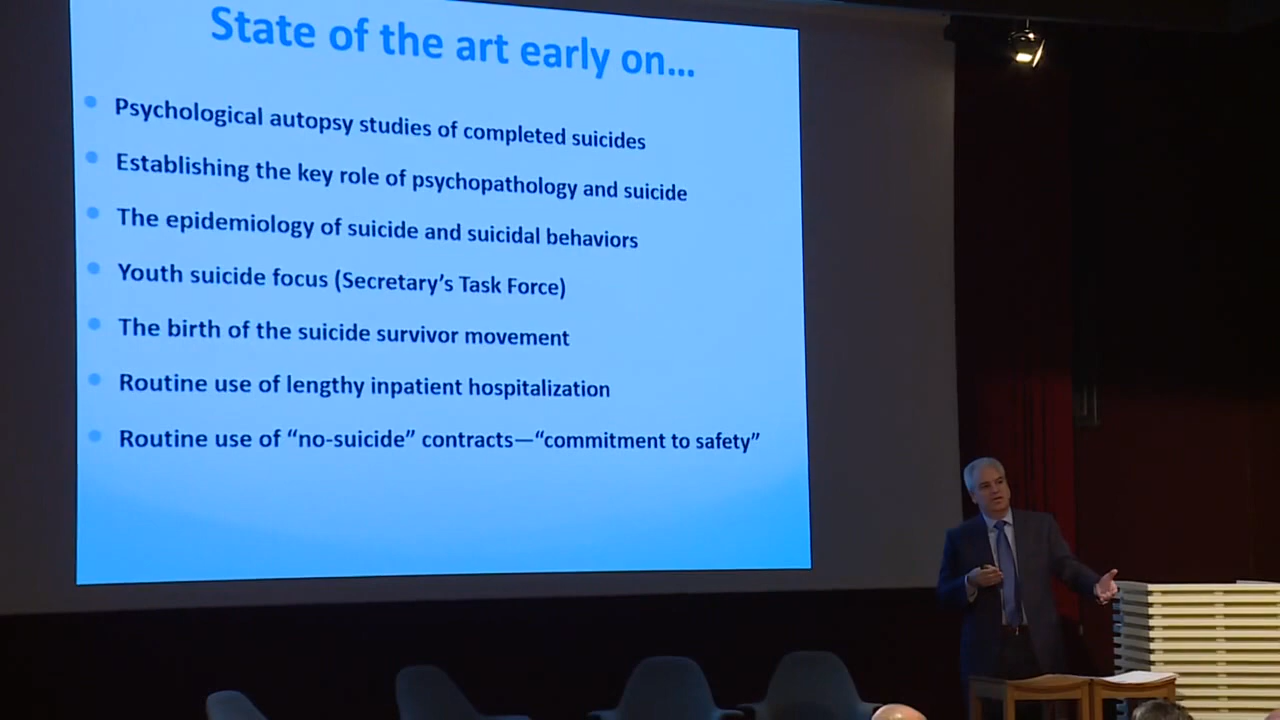 State of the art early on...
Psychological autopsy studies of completed suicides
Establishing the key role of psychopathology and suicide
The epidemiology of suicide and suicidal behaviors
Youth suicide focus (Secretary’s Task Force)
The birth of the suicide survivor movement
Routine use of lengthy inpatient hospitalization
Routine use of “no-suicide” contracts—“commitment to safety”